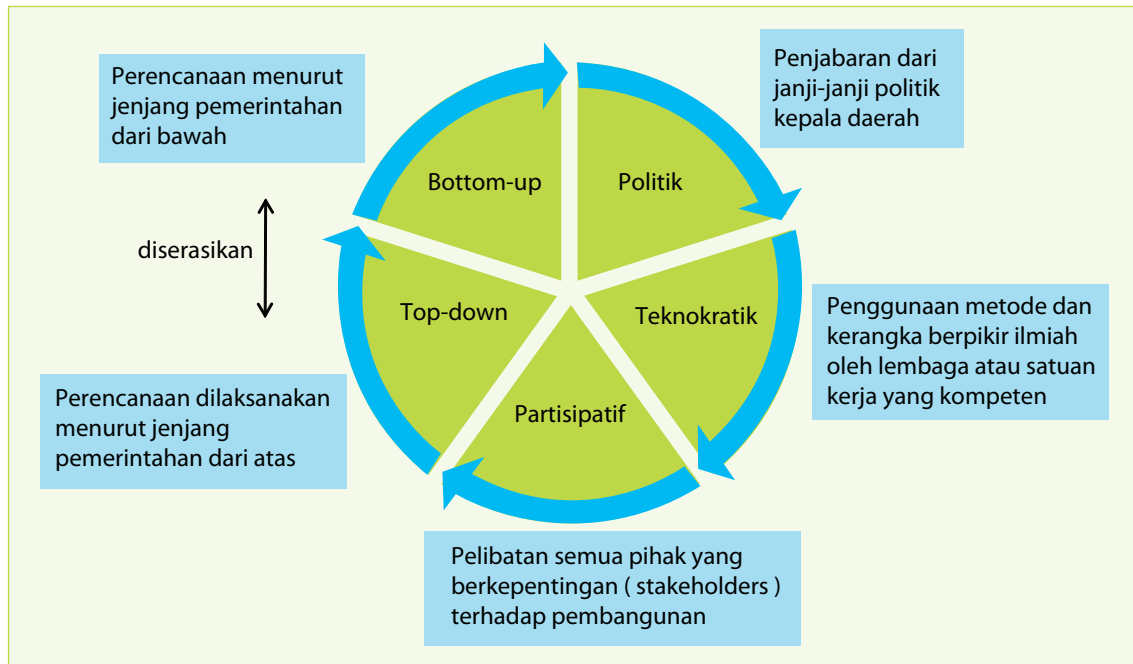 Perencanaan menurut
jenjang pemerintahan
dari bawah
Penjabaran dari
janji-janji politik
kepala daerah
Bottom-up
Politik
diserasikan
Top-down
Teknokratik
Penggunaan metode dan
kerangka berpikir ilmiah
oleh lembaga atau satuan
kerja yang kompeten
Perencanaan dilaksanakan
menurut jenjang
pemerintahan dari atas
Partisipatif
Pelibatan semua pihak yang
berkepentingan ( stakeholders )
terhadap pembangunan